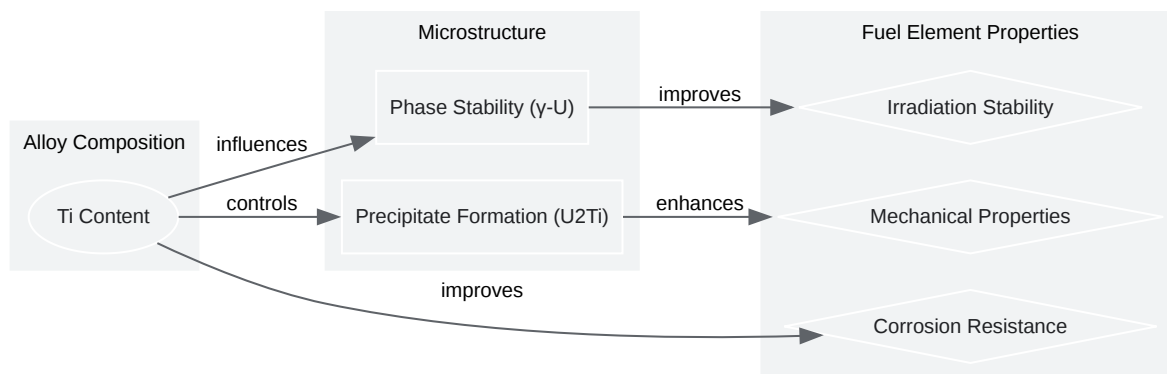 Microstructure
Fuel Element Properties
Phase Stability (γ-U)
improves
Irradiation Stability
Alloy Composition
influences
Ti Content
controls
Precipitate Formation (U2Ti)
enhances
Mechanical Properties
improves
Corrosion Resistance